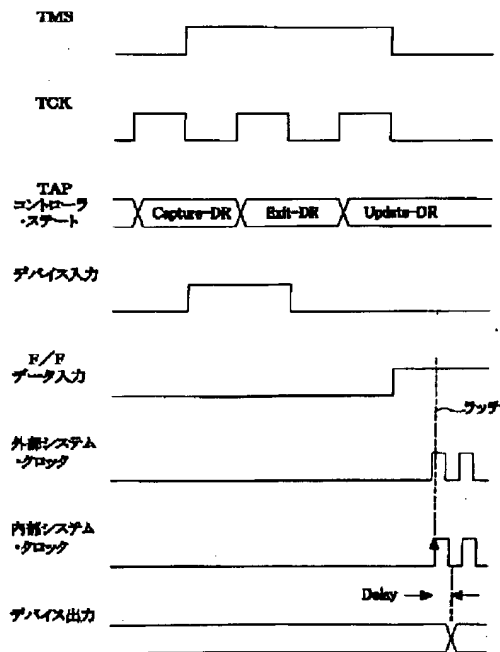 TMS
TCK
TAP
コントローラ
・ステート
Capture-DR
Exit-DR
Update-DR
デバイス入力
F/F
データ入力
ラッチ
外部システム
・クロック
内部システム
・クロック
Delay
デバイス出力